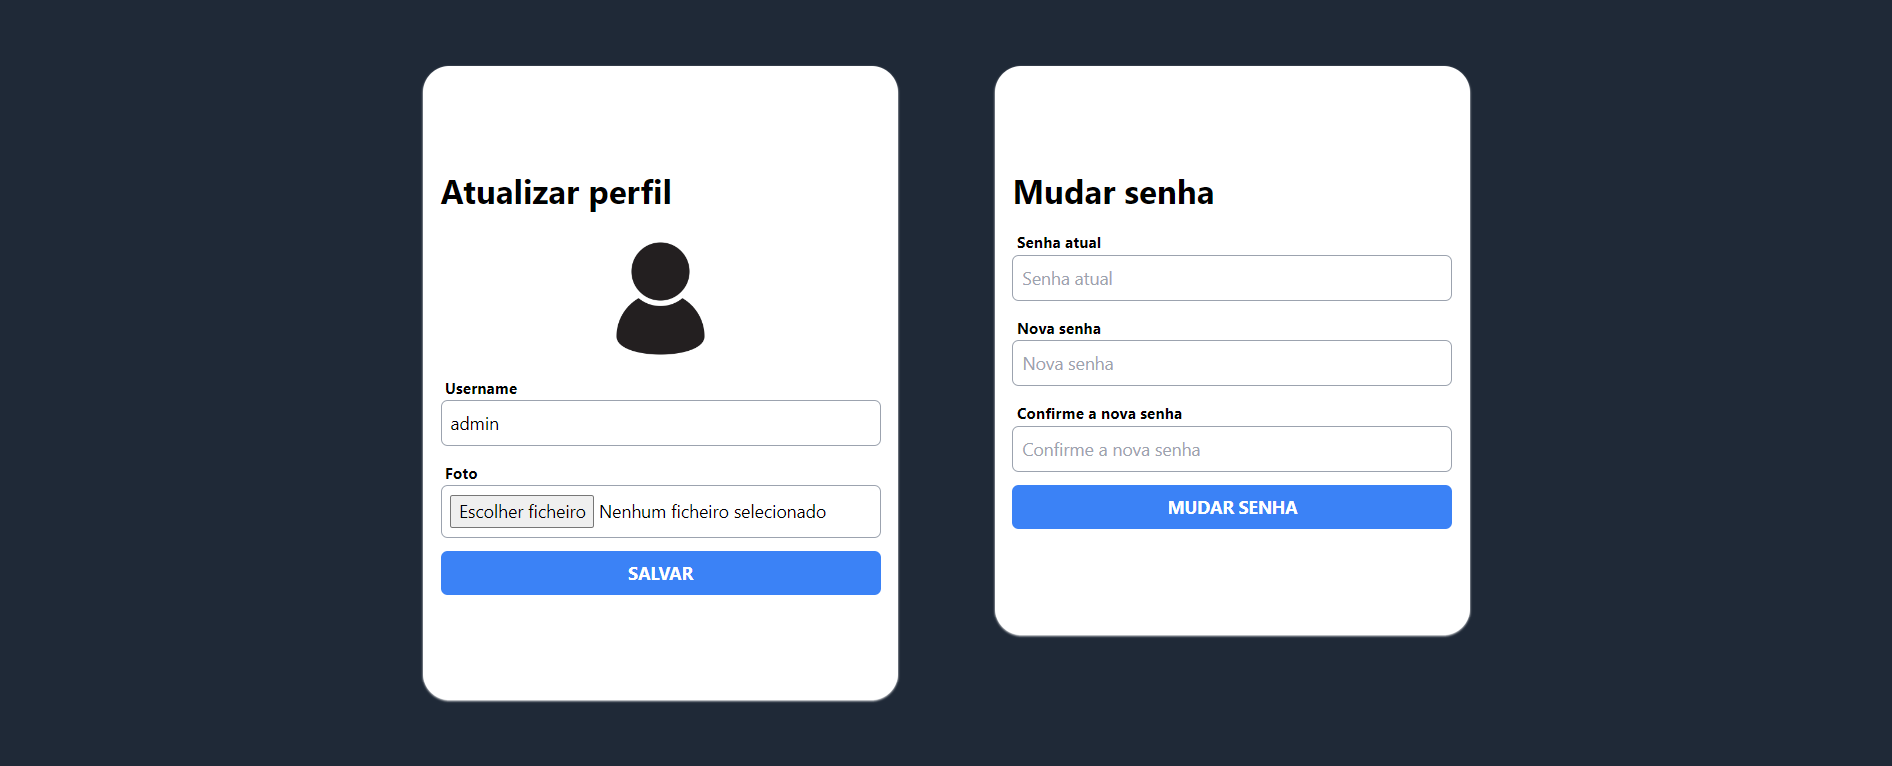 Atualizar perfil
Username
admin
Foto
Escolher ficheiro Nenhum ficheiro selecionado
SALVAR
Mudar senha
Senha atual
Senha atual
Nova senha
Nova senha
Confirme a nova senha
Confirme a nova senha
MUDAR SENHA